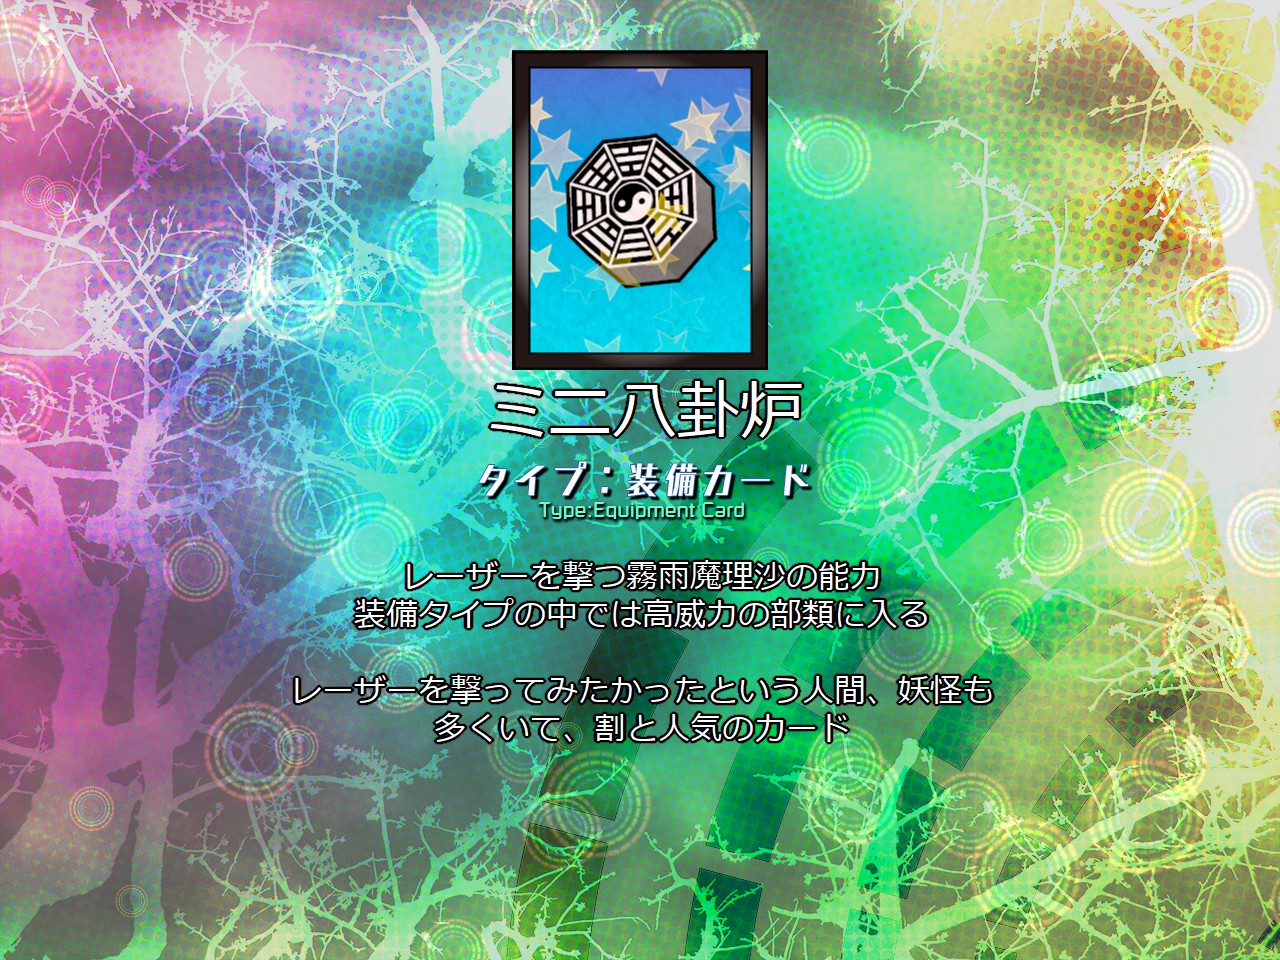 ミニ八卦炉
タイプ：装備カード
Type:Equipment Card
レーザーを撃つ霧雨魔理沙の能力
装備タイプの中では高威力の部類に入る
レーザーを撃ってみたかったという人間、妖怪も
多くいて、割と人気のカード